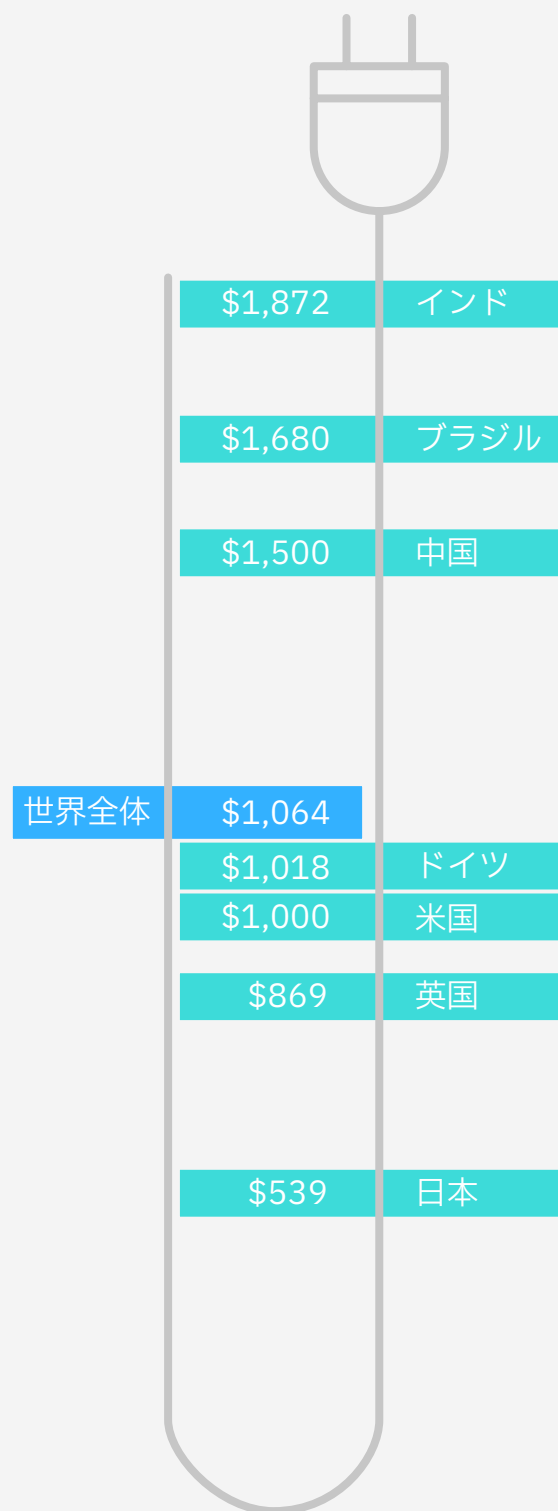 $1,872 インド
$1,680 ブラジル
$1,500 中国
世界全体 $1,064
$1,018 ドイツ
$1,000 米国
$869 英国
$539 日本